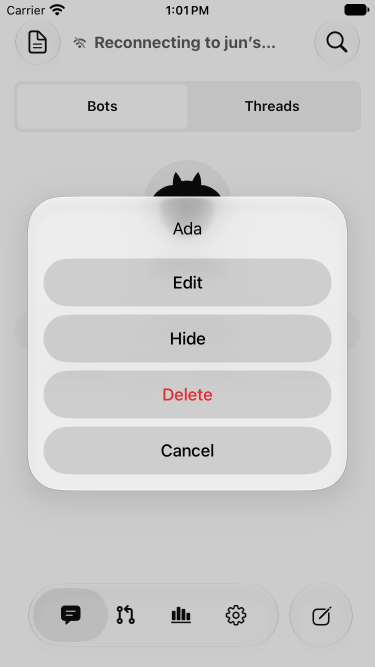 Carrier 1:01 PM
Reconnecting to jun's...
Bots Threads
Ada
Edit
Hide
Delete
Cancel